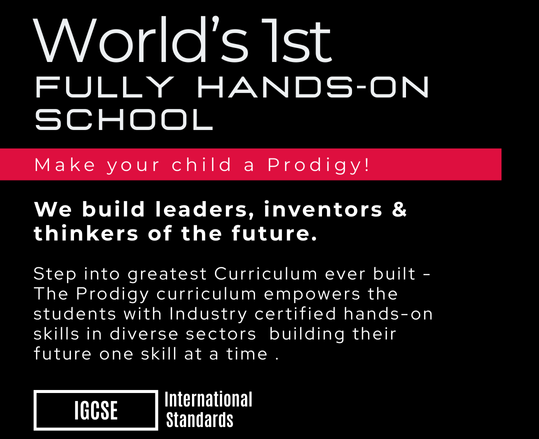 World's 1st
FULLY HANDS-ON
SCHOOL
Make your child a Prodigy!
We build leaders, inventors &
thinkers of the future.
Step into greatest Curriculum ever built –
The Prodigy curriculum empowers the
students with Industry certified hands-on
skills in diverse sectors  building their
future one skill at a time .
IGCSE
International
Standards